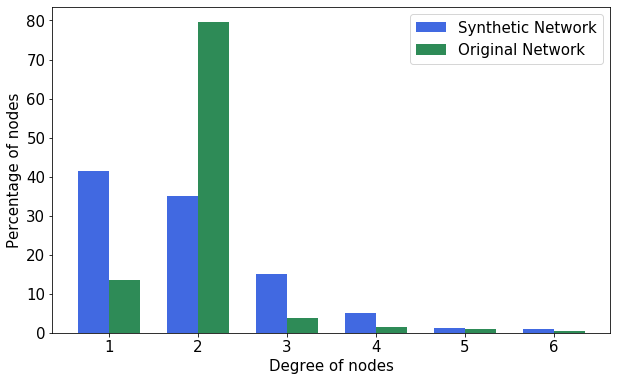 Synthetic Network
Original Network
Percentage of nodes
80
70
60
50
40
30
20
10
0
1 2 3 4 5 6
Degree of nodes